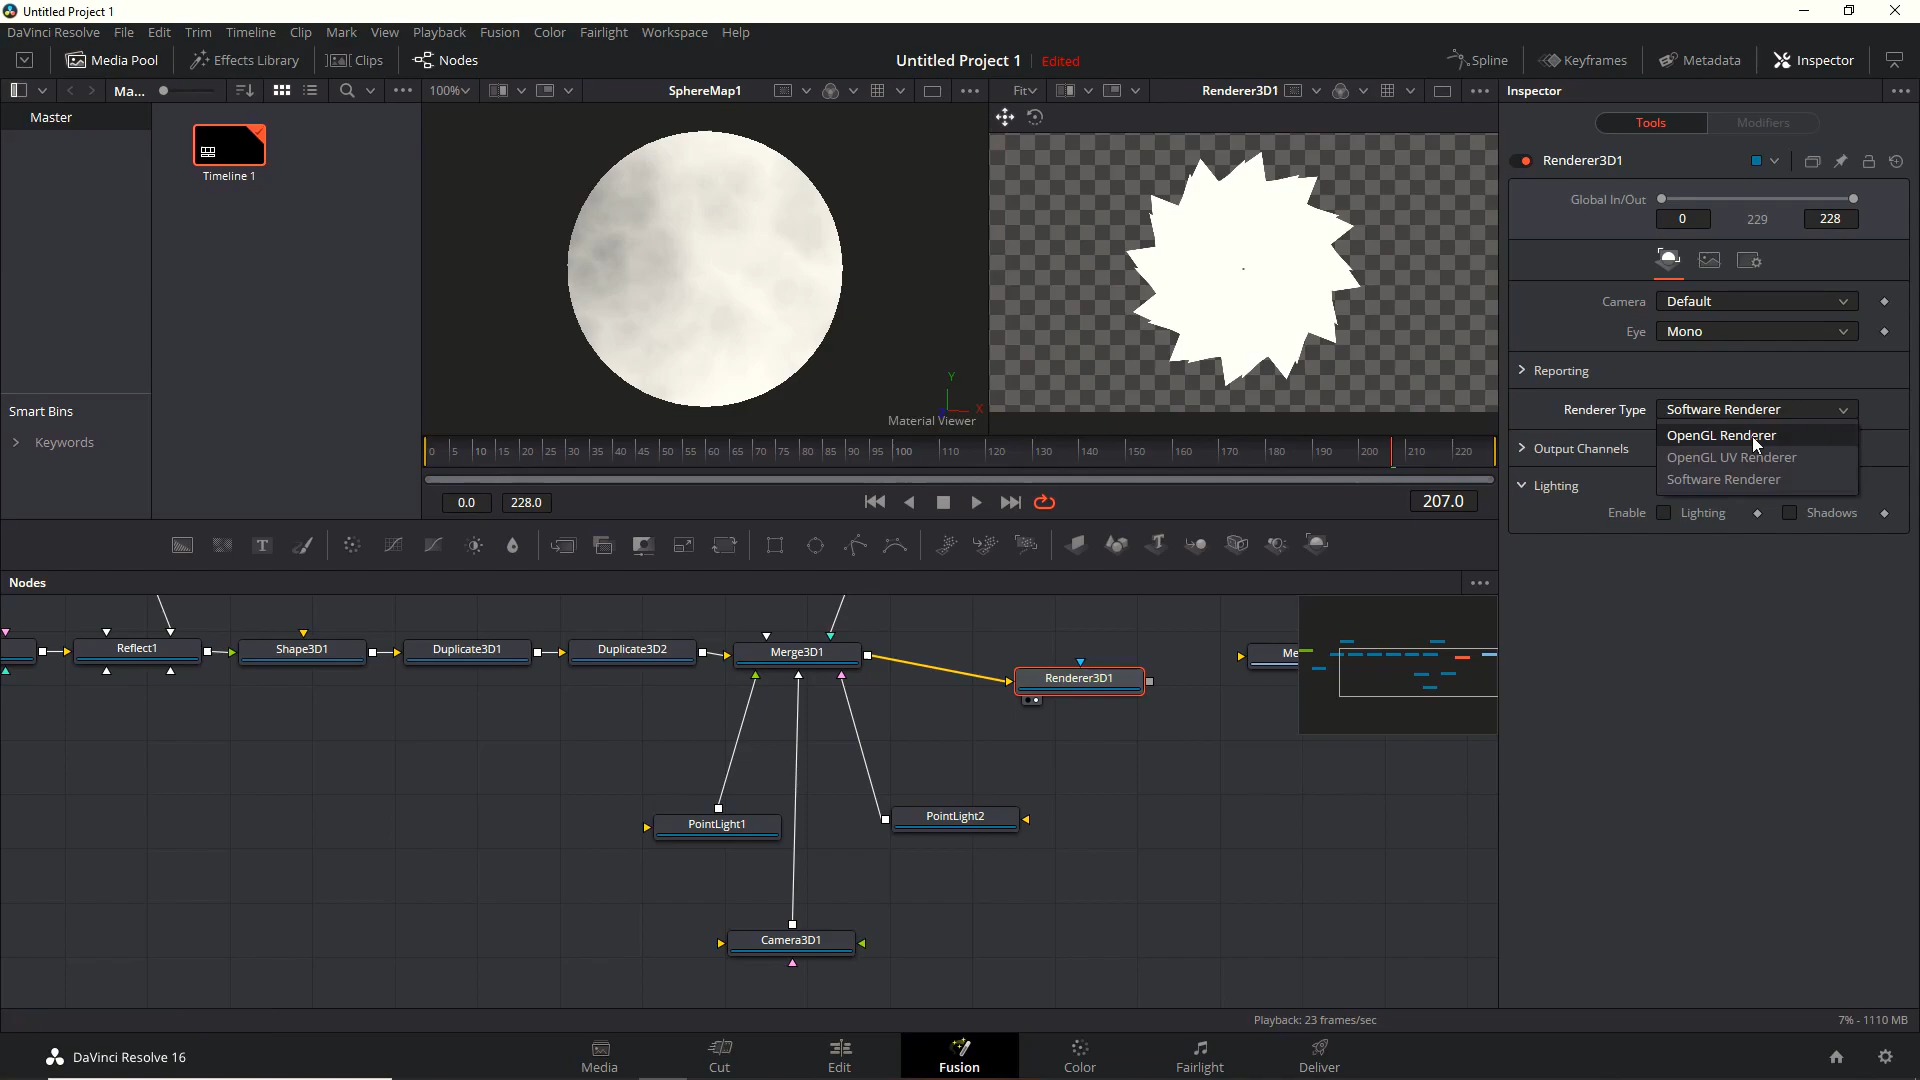 Untitled Project 1
DaVinci Resolve File Edit Trim Timeline Clip Mark View Playback Fusion Color Fairlight Workspace Help
Media Pool Effects Library Clips Nodes Untitled Project 1 Edited Spline Keyframes Metadata Inspector
Ma... 100% SphereMap1 Fit Renderer3D1 Inspector
Master
Timeline 1
Smart Bins
Keywords
Y
X
Material Viewer
Tools Modifiers
Renderer3D1
Global In/Out
0 229 228
Camera Default
Eye Mono
Reporting
Renderer Type Software Renderer
OpenGL Renderer
Output Channels
OpenGL UV Renderer
Software Renderer
Lighting
Enable Lighting Shadows
0 5 10 15 20 25 30 35 40 45 50 55 60 65 70 75 80 85 90 95 100 110 120 130 140 150 160 170 180 190 200 210 220
0.0 228.0 207.0
Nodes
Reflect1 Shape3D1 Duplicate3D1 Duplicate3D2 Merge3D1 Renderer3D1 Me
PointLight1 PointLight2
Camera3D1
Playback: 23 frames/sec 7% - 1110 MB
DaVinci Resolve 16
Media Cut Edit Fusion Color Fairlight Deliver